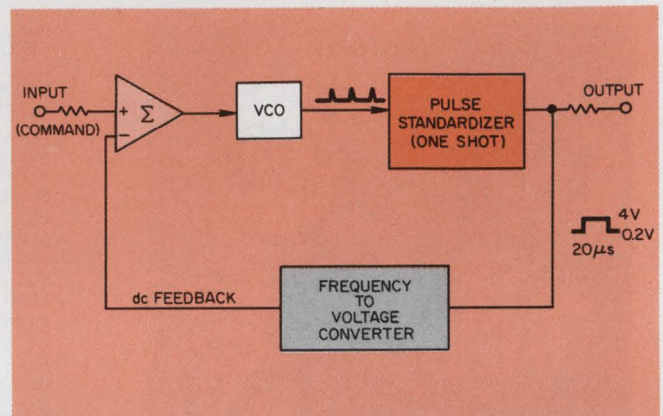 INPUT
(COMMAND)
+
−
Σ
VCO
PULSE
STANDARDIZER
(ONE SHOT)
OUTPUT
4V
0.2V
20μs
dc FEEDBACK
FREQUENCY
TO
VOLTAGE
CONVERTER